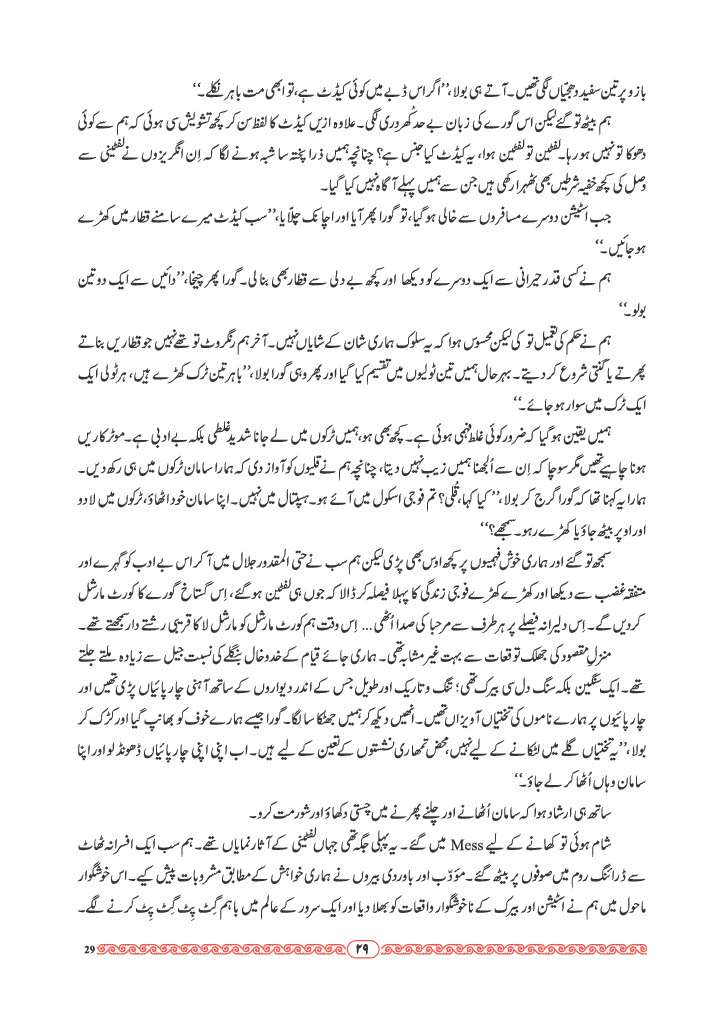 بازو پر تین سفید دھجیّاں لگی تھیں۔ آتے ہی بولا،’’اگر اس ڈبے میں کوئی کیڈٹ ہے، تو ابھی مت باہر نکلے۔‘‘
ہم بیٹھ تو گئے لیکن اس گورے کی زبان بے حد کُھردری لگی۔ علاوہ ازیں کیڈٹ کا لفظ سن کر کچھ تشویش سی ہوئی کہ ہم سے کوئی
دھوکا تو نہیں ہو رہا۔ لفٹین تو لفٹین ہوا، یہ کیڈٹ کیا جنس ہے؟ چنانچہ ہمیں ذرا پختہ سا شبہ ہونے لگا کہ اِن انگریزوں نے لفٹینی سے
وصل کی کچھ خفیہ شرطیں بھی ٹھہرا رکھی ہیں جن سے ہمیں پہلے آگاہ نہیں کیا گیا۔
جب اسٹیشن دوسرے مسافروں سے خالی ہو گیا، تو گورا پھر آیا اور اچانک چلّایا،’’سب کیڈٹ میرے سامنے قطار میں کھڑے
ہو جائیں۔‘‘
ہم نے کسی قدر حیرانی سے ایک دوسرے کو دیکھا اور کچھ بے دلی سے قطار بھی بنا لی۔ گورا پھر چیخا،’’دائیں سے ایک دو تین
بولو۔‘‘
ہم نے حکم کی تعمیل تو کی لیکن محسوس ہوا کہ یہ سلوک ہماری شان کے شایاں نہیں۔ آخر ہم رنگروٹ تو تھے نہیں جو قطاریں بناتے
پھرتے یا گنتی شروع کر دیتے۔ بہرحال ہمیں تین ٹولیوں میں تقسیم کیا گیا اور پھر وہی گورا بولا،’’باہر تین ٹرک کھڑے ہیں، ہر ٹولی ایک
ایک ٹرک میں سوار ہو جائے۔‘‘
ہمیں یقین ہو گیا کہ ضرور کوئی غلط فہمی ہوئی ہے۔ کچھ بھی ہو، ہمیں ٹرکوں میں لے جانا شدید غلطی بلکہ بے ادبی ہے۔ موٹر کاریں
ہونا چاہیے تھیں مگر سوچا کہ اِن سے اُلجھنا ہمیں زیب نہیں دیتا، چنانچہ ہم نے قلیوں کو آواز دی کہ ہمارا سامان ٹرکوں میں ہی رکھ دیں۔
ہمارا یہ کہنا تھا کہ گورا گرج کر بولا،’’کیا کہا، قُلی؟ تم فوجی اسکول میں آئے ہو۔ ہسپتال میں نہیں۔ اپنا سامان خود اٹھاؤ، ٹرکوں میں لادو
اور اوپر بیٹھ جاؤ یا کھڑے رہو۔ سمجھے؟‘‘
سمجھ تو گئے اور ہماری خوش فہمیوں پر کچھ اوس بھی پڑی لیکن ہم سب نے حتی المقدور جلال میں آ کر اس بے ادب کو گہرے اور
متفقہ غضب سے دیکھا اور کھڑے کھڑے فوجی زندگی کا پہلا فیصلہ کر ڈالا کہ جوں ہی لفٹین ہو گئے، اِس گستاخ گورے کا کورٹ مارشل
کر دیں گے۔ اِس دلیرانہ فیصلے پر ہر طرف سے مرحبا کی صدا اُٹھی... اِس وقت ہم کورٹ مارشل کو مارشل لا کا قریبی رشتے دار سمجھتے تھے۔
منزلِ مقصود کی جھلک توقعات سے بہت غیر مشابہ تھی۔ ہماری جائے قیام کے خدوخال بنگلے کی نسبت جیل سے زیادہ ملتے جلتے
تھے۔ ایک سنگین بلکہ سنگ دل سی بیرک تھی؛ تنگ و تاریک اور طویل جس کے اندر دیواروں کے ساتھ آہنی چارپائیاں پڑی تھیں اور
چارپائیوں پر ہمارے ناموں کی تختیاں آویزاں تھیں۔ انھیں دیکھ کر ہمیں جھٹکا سا لگا۔ گورا جیسے ہمارے خوف کو بھانپ گیا اور کڑک کر
بولا،’’یہ تختیاں گلے میں لٹکانے کے لیے نہیں، محض تمھاری نشستوں کے تعین کے لیے ہیں۔ اب اپنی اپنی چارپائیاں ڈھونڈ لو اور اپنا
سامان وہاں اُٹھا کر لے جاؤ۔‘‘
ساتھ ہی ارشاد ہوا کہ سامان اُٹھانے اور چلنے پھرنے میں چستی دکھاؤ اور شور مت کرو۔
شام ہوئی تو کھانے کے لیے Mess میں گئے۔ یہ پہلی جگہ تھی جہاں لفٹینی کے آثار نمایاں تھے۔ ہم سب ایک افسرانہ ٹھاٹ
سے ڈرائنگ روم میں صوفوں پر بیٹھ گئے۔ مؤدّب اور باوردی بیروں نے ہماری خواہش کے مطابق مشروبات پیش کیے۔ اس خوشگوار
ماحول میں ہم نے اسٹیشن اور بیرک کے ناخوشگوار واقعات کو بھلا دیا اور ایک سرور کے عالم میں باہم گِٹ پِٹ گِٹ پِٹ کرنے لگے۔
29 ۲۹